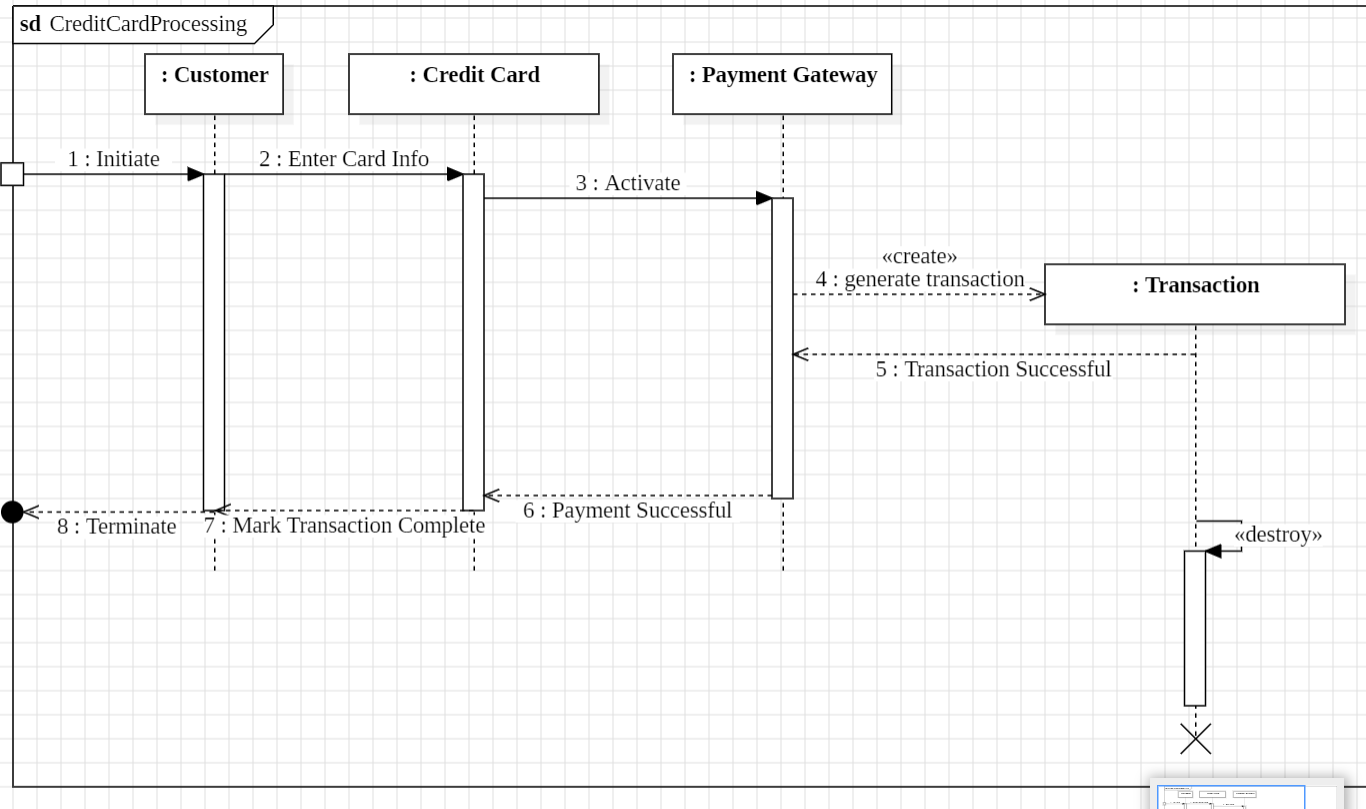 sd CreditCardProcessing
: Customer
: Credit Card
: Payment Gateway
1 : Initiate
2 : Enter Card Info
3 : Activate
«create»
4 : generate transaction
: Transaction
5 : Transaction Successful
6 : Payment Successful
7 : Mark Transaction Complete
8 : Terminate
«destroy»